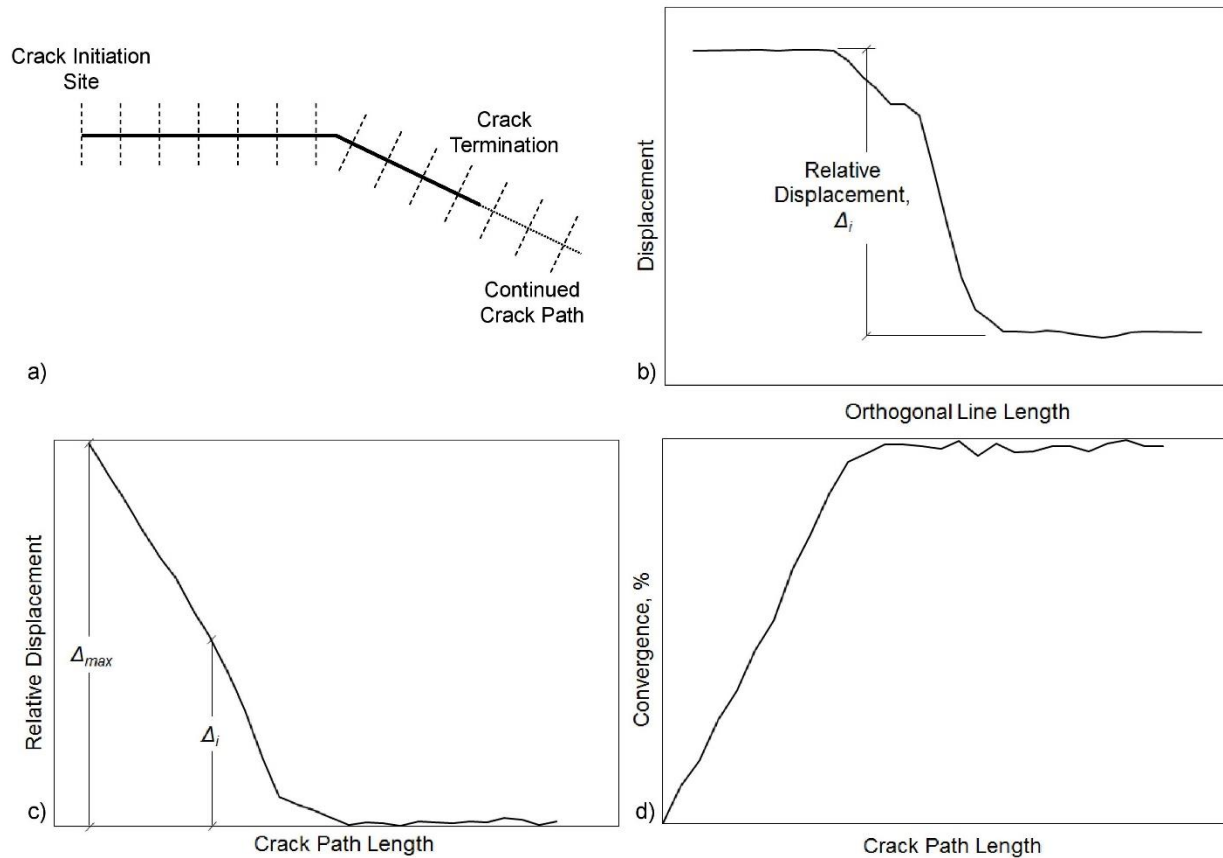 Crack Initiation
Site
Crack
Termination
Continued
Crack Path
a)
Displacement
Relative
Displacement,
Δi
b)
Orthogonal Line Length
Relative Displacement
Δmax
Δi
c)
Crack Path Length
Convergence, %
d)
Crack Path Length